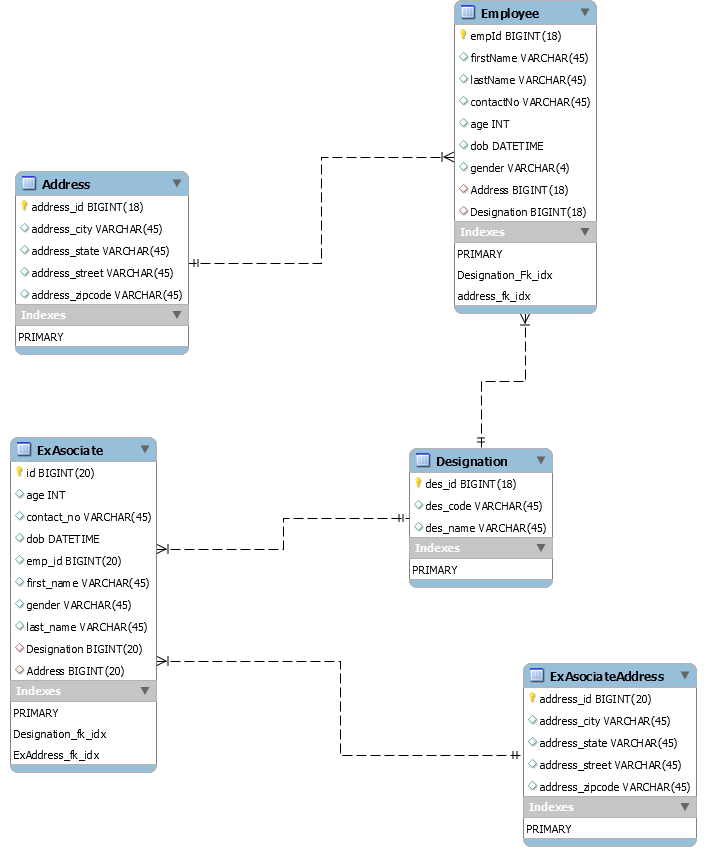 Employee
empId BIGINT(18)
firstName VARCHAR(45)
lastName VARCHAR(45)
contactNo VARCHAR(45)
age INT
dob DATETIME
gender VARCHAR(4)
Address BIGINT(18)
Designation BIGINT(18)
Indexes
PRIMARY
Designation_Fk_idx
address_fk_idx
Address
address_id BIGINT(18)
address_city VARCHAR(45)
address_state VARCHAR(45)
address_street VARCHAR(45)
address_zipcode VARCHAR(45)
Indexes
PRIMARY
ExAsociate
id BIGINT(20)
age INT
contact_no VARCHAR(45)
dob DATETIME
emp_id BIGINT(20)
first_name VARCHAR(45)
gender VARCHAR(45)
last_name VARCHAR(45)
Designation BIGINT(20)
Address BIGINT(20)
Indexes
PRIMARY
Designation_fk_idx
ExAddress_fk_idx
Designation
des_id BIGINT(18)
des_code VARCHAR(45)
des_name VARCHAR(45)
Indexes
PRIMARY
ExAsociateAddress
address_id BIGINT(20)
address_city VARCHAR(45)
address_state VARCHAR(45)
address_street VARCHAR(45)
address_zipcode VARCHAR(45)
Indexes
PRIMARY